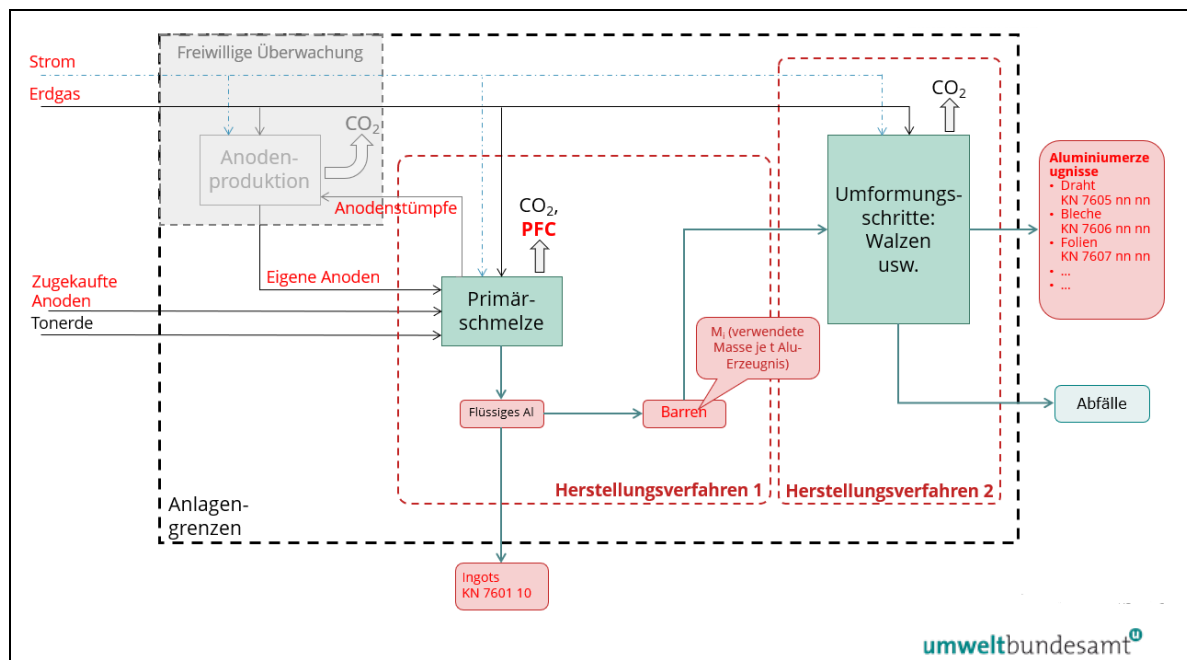 Freiwillige Überwachung
Strom
Erdgas
CO₂
CO₂
Anoden-
produktion
Anodenstümpfe
CO₂,
PFC
Umformungs-
schritte:
Walzen
usw.
Aluminiumerze
ugnisse
• Draht
KN 7605 nn nn
• Bleche
KN 7606 nn nn
• Folien
KN 7607 nn nn
• ...
• ...
Eigene Anoden
Zugekaufte
Anoden
Tonerde
Primär-
schmelze
Mᵢ (verwendete
Masse je t Alu-
Erzeugnis)
Flüssiges Al
Barren
Abfälle
Herstellungsverfahren 1
Herstellungsverfahren 2
Anlagen-
grenzen
Ingots
KN 7601 10
umweltbundesamt u